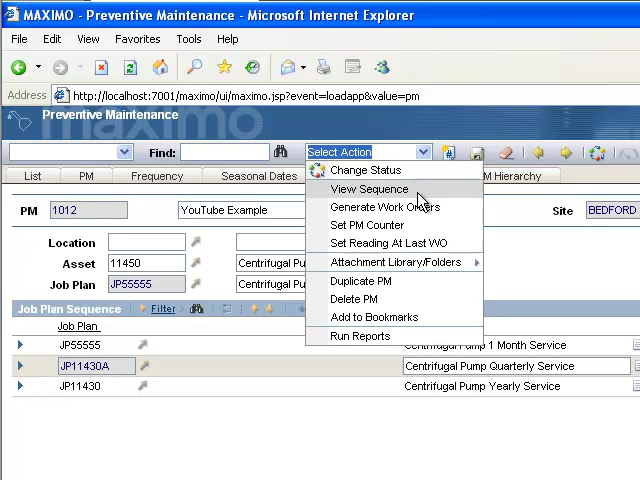 MAXIMO - Preventive Maintenance - Microsoft Internet Explorer
File Edit View Favorites Tools Help
Address http://localhost:7001/maximo/ui/maximo.jsp?event=loadapp&value=pm
Preventive Maintenance
maximo
Find: Select Action
List PM Frequency Seasonal Dates PM Hierarchy
Change Status
View Sequence
Generate Work Orders
Set PM Counter
Set Reading At Last WO
Attachment Library/Folders
Duplicate PM
Delete PM
Add to Bookmarks
Run Reports
PM 1012 YouTube Example Site BEDFORD
Location
Asset 11450 Centrifugal Pu
Job Plan JP55555 Centrifugal Pu
Job Plan Sequence Filter
Job Plan
JP55555 Centrifugal Pump 1 Month Service
JP11430A Centrifugal Pump Quarterly Service
JP11430 Centrifugal Pump Yearly Service